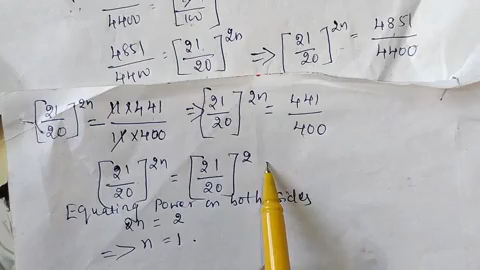 4400 [100]
4851/4400 = [21/20]^2n => [21/20]^2n = 4851/4400
[21/20]^2n = 11×441/11×400 => [21/20]^2n = 441/400
[21/20]^2n = [21/20]^2
Equating Power on both sides
2n = 2
=> n = 1.